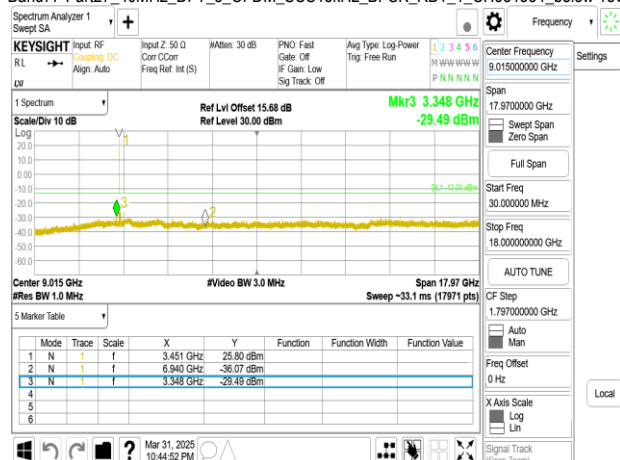 Spectrum Analyzer 1
Swept SA
Frequency
KEYSIGHT
RL
Input: RF
Coupling: DC
Align: Auto
Input Z: 50 Ω
Corr CCorr
Freq Ref: Int (S)
#Atten: 30 dB
PNO: Fast
Gate: Off
IF Gain: Low
Sig Track: Off
Avg Type: Log-Power
Trig: Free Run
1 2 3 4 5 6
M W W W W W
P N N N N N
Center Frequency
9.015000000 GHz
Settings
Span
17.9700000 GHz
Swept Span
Zero Span
Full Span
Start Freq
30.000000 MHz
Stop Freq
18.000000000 GHz
AUTO TUNE
CF Step
1.797000000 GHz
Auto
Man
Freq Offset
0 Hz
X Axis Scale
Log
Lin
Local
Signal Track
1 Spectrum
Scale/Div 10 dB
Ref Lvl Offset 15.68 dB
Ref Level 30.00 dBm
Mkr3 3.348 GHz
-29.49 dBm
Log
20.0
10.0
0.00
-10.0
-20.0
-30.0
-40.0
-50.0
-60.0
1
2
3
DL1 -13.00 dBm
Center 9.015 GHz
#Video BW 3.0 MHz
Span 17.97 GHz
#Res BW 1.0 MHz
Sweep ~33.1 ms (17971 pts)
5 Marker Table
Mode Trace Scale X Y Function Function Width Function Value
1 N 1 f 3.451 GHz 25.80 dBm
2 N 1 f 6.940 GHz -36.07 dBm
3 N 1 f 3.348 GHz -29.49 dBm
4
5
6
?
Mar 31, 2025
10:44:52 PM